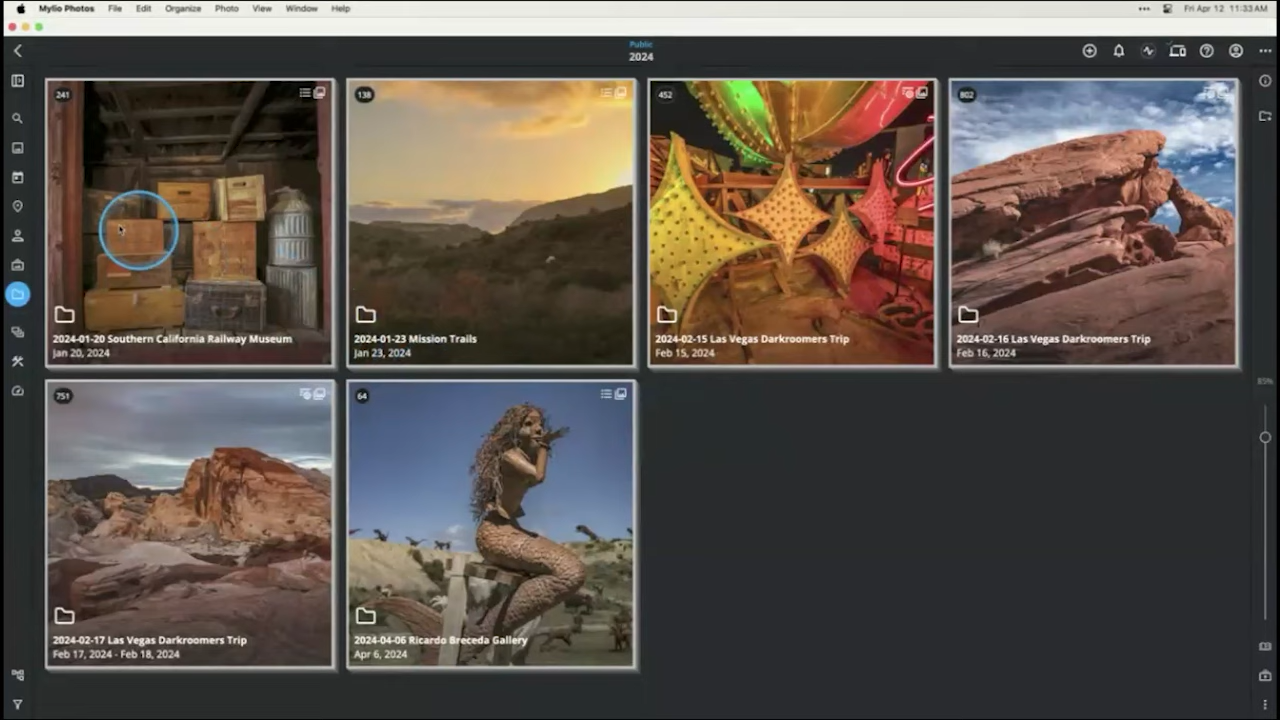 Mylio Photos File Edit Organize Photo View Window Help Fri Apr 12 11:33 AM
Public
2024
241
138
452
802
2024-01-20 Southern California Railway Museum
Jan 20, 2024
2024-01-23 Mission Trails
Jan 23, 2024
2024-02-15 Las Vegas Darkroomers Trip
Feb 15, 2024
2024-02-16 Las Vegas Darkroomers Trip
Feb 16, 2024
85%
751
64
2024-02-17 Las Vegas Darkroomers Trip
Feb 17, 2024 - Feb 18, 2024
2024-04-06 Ricardo Breceda Gallery
Apr 6, 2024